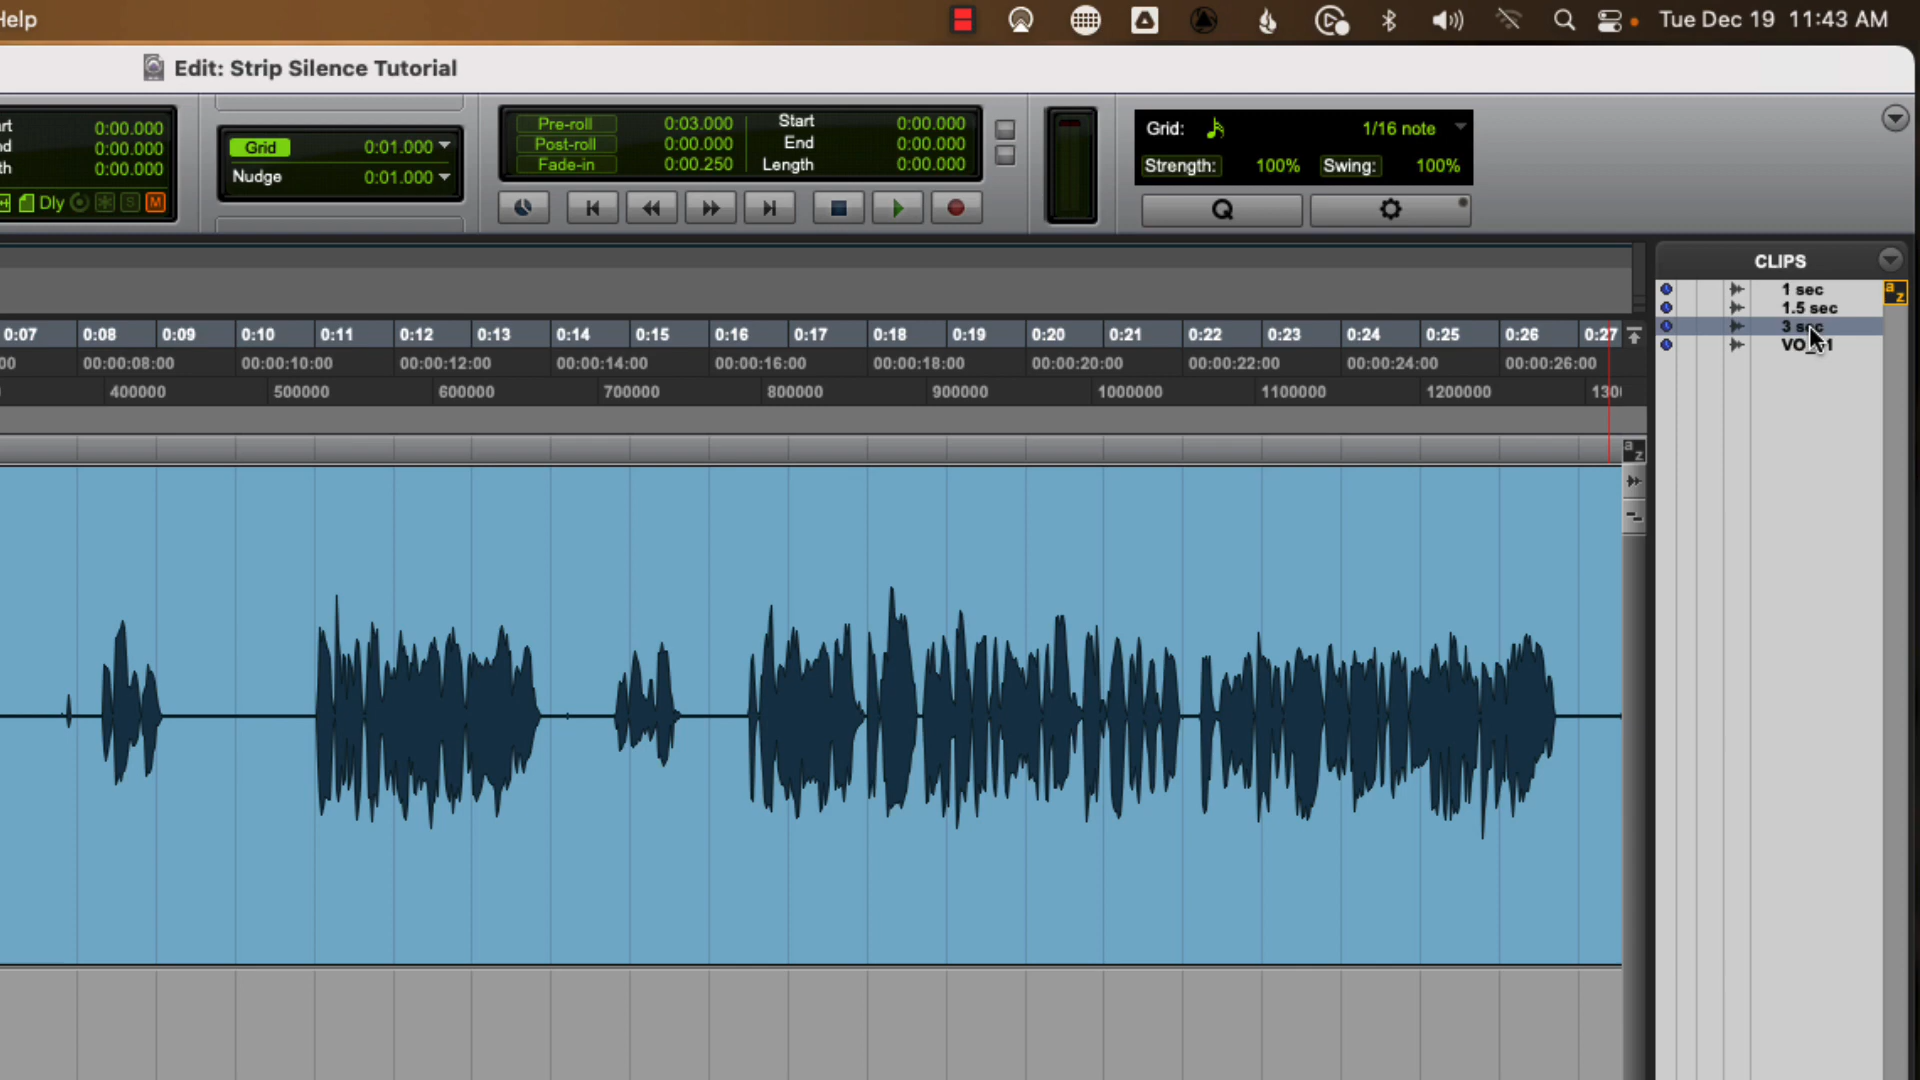 Help
Tue Dec 19 11:43 AM
Edit: Strip Silence Tutorial
0:00.000
0:00.000
0:00.000
Dly
S
M
Grid 0:01.000
Nudge 0:01.000
Pre-roll 0:03.000
Post-roll 0:00.000
Fade-in 0:00.250
Start 0:00.000
End 0:00.000
Length 0:00.000
Grid: 1/16 note
Strength: 100% Swing: 100%
Q
CLIPS
a z
1 sec
1.5 sec
3 sec
0:07 0:08 0:09 0:10 0:11 0:12 0:13 0:14 0:15 0:16 0:17 0:18 0:19 0:20 0:21 0:22 0:23 0:24 0:25 0:26 0:27
00:00:08:00 00:00:10:00 00:00:12:00 00:00:14:00 00:00:16:00 00:00:18:00 00:00:20:00 00:00:22:00 00:00:24:00 00:00:26:00
400000 500000 600000 700000 800000 900000 1000000 1100000 1200000 130
a z